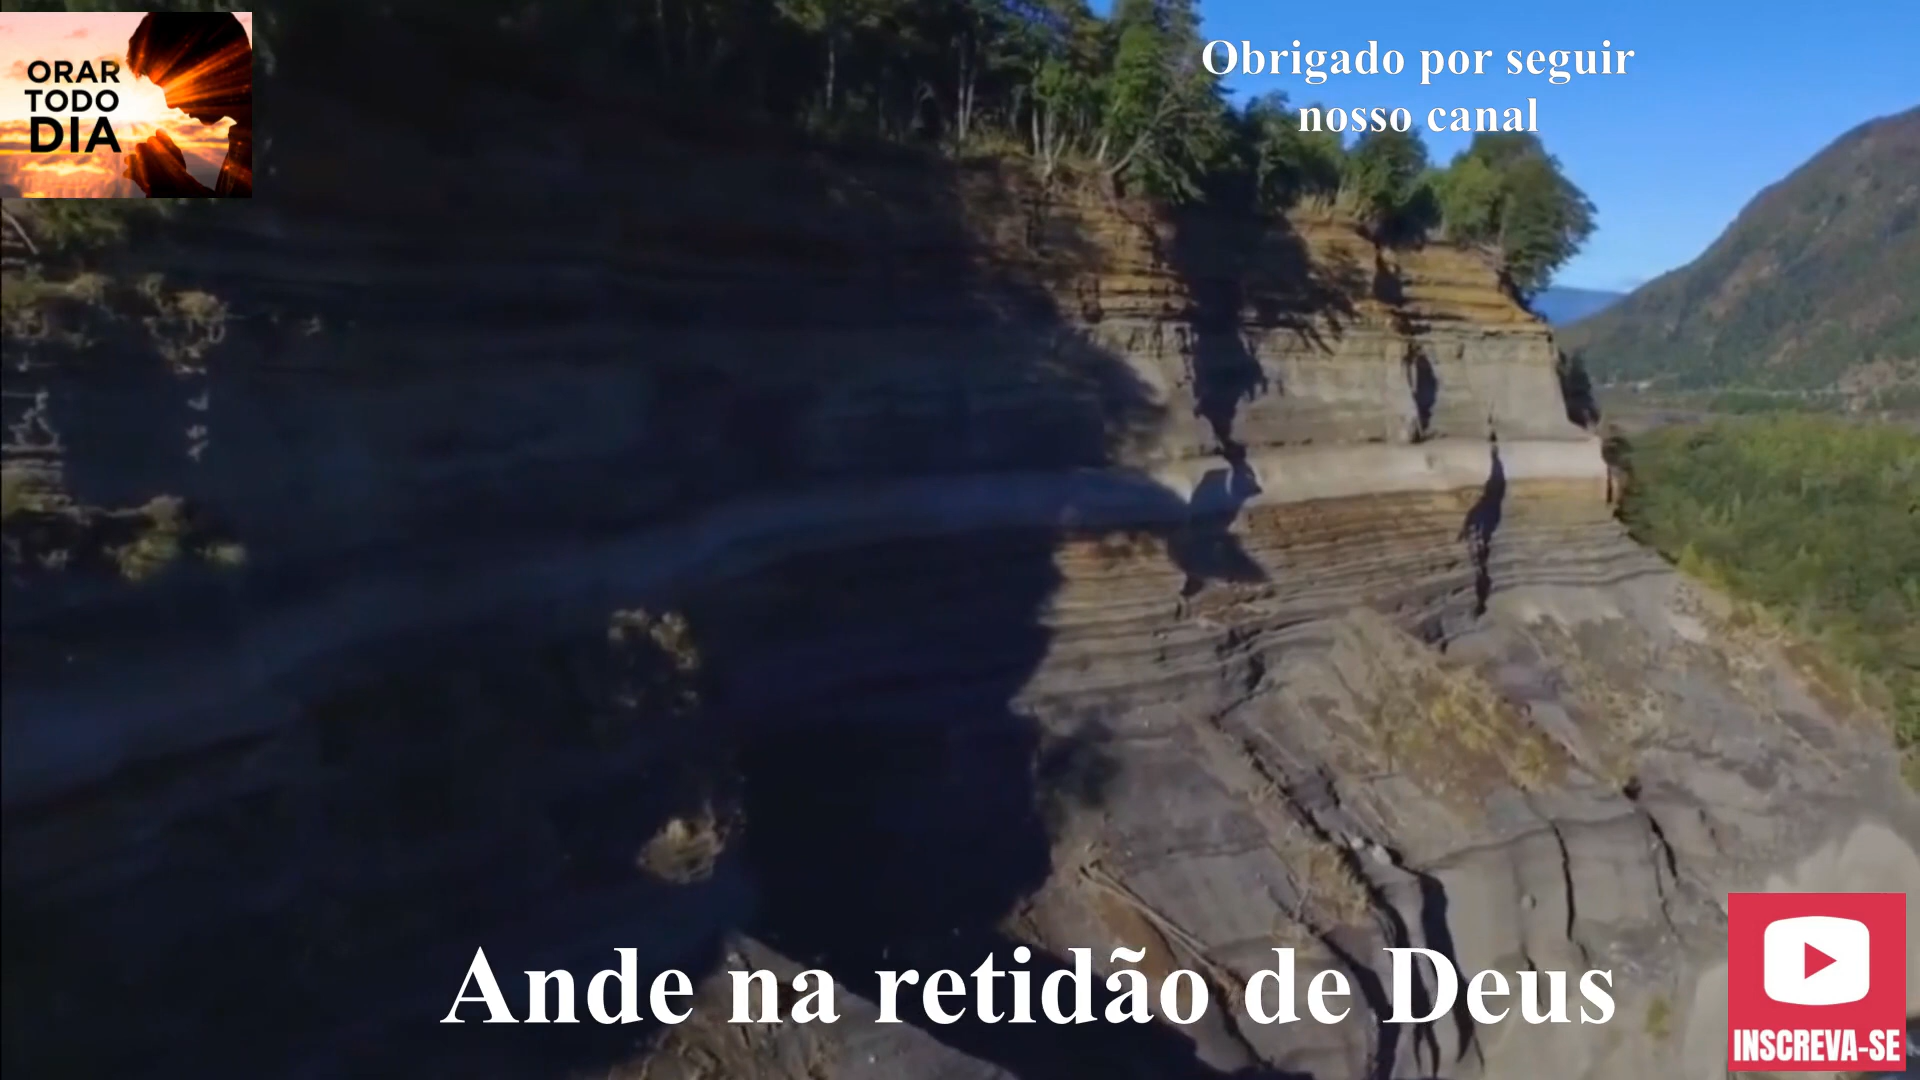 ORAR
TODO
DIA
Obrigado por seguir
nosso canal
Ande na retidão de Deus
INSCREVA-SE